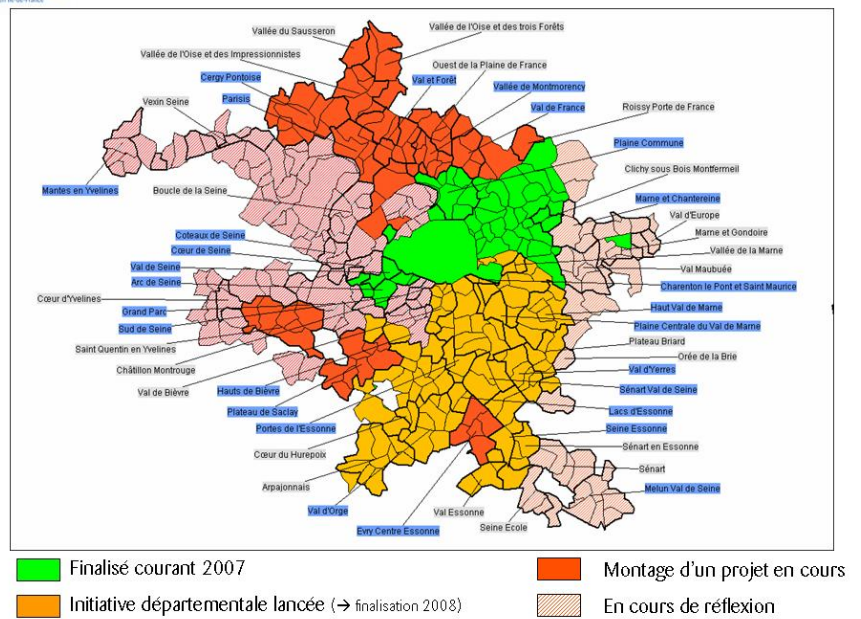 Vallée du Sausseron
Vallée de l'Oise et des trois Forêts
Vallée de l'Oise et des Impressionnistes
Ouest de la Plaine de France
Cergy Pontoise
Val et Forêt
Vallée de Montmorency
Parisis
Vexin Seine
Val de France
Roissy Porte de France
Plaine Commune
Clichy sous Bois Montfermeil
Mantes en Yvelines
Boucle de la Seine
Marne et Chantereine
Val d'Europe
Marne et Gondoire
Coteaux de Seine
Cœur de Seine
Vallée de la Marne
Val de Seine
Val Maubuée
Arc de Seine
Charenton le Pont et Saint Maurice
Cœur d'Yvelines
Grand Parc
Haut Val de Marne
Sud de Seine
Plaine Centrale du Val de Marne
Saint Quentin en Yvelines
Plateau Briard
Orée de la Brie
Châtillon Montrouge
Val d'Yerres
Val de Bièvre
Hauts de Bièvre
Sénart Val de Seine
Plateau de Saclay
Lacs d'Essonne
Portes de l'Essonne
Seine Essonne
Cœur du Hurepoix
Sénart en Essonne
Sénart
Arpajonnais
Melun Val de Seine
Val d'Orge
Val Essonne
Evry Centre Essonne
Seine Ecole
Finalisé courant 2007
Montage d'un projet en cours
Initiative départementale lancée (→ finalisation 2008)
En cours de réflexion